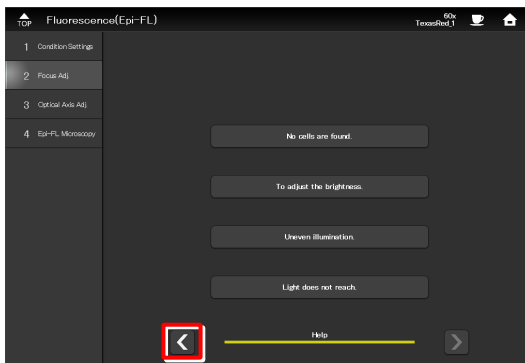 TOP
Fluorescence(Epi-FL)
60x
TexasRed_1
1 Condition Settings
2 Focus Adj.
3 Optical Axis Adj.
4 Epi-FL Microscopy
No cells are found.
To adjust the brightness.
Uneven illumination.
Light does not reach.
Help